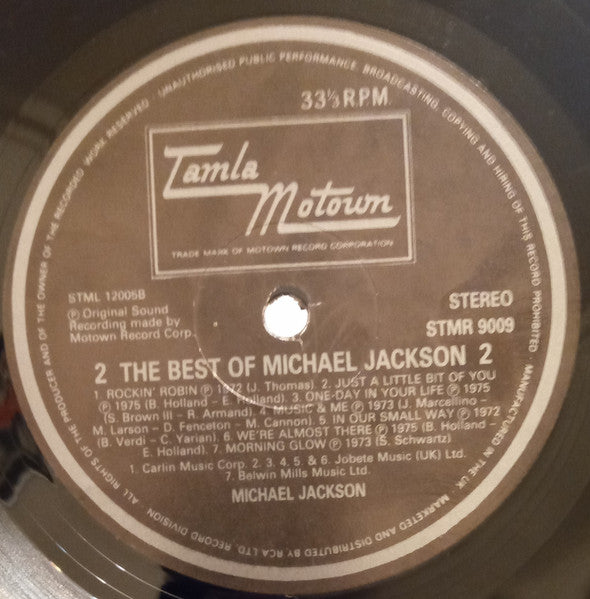 ALL RIGHTS OF THE PRODUCER AND OF THE OWNER OF THE RECORDED WORK RESERVED · UNAUTHORISED PUBLIC PERFORMANCE, BROADCASTING, COPYING AND HIRING OF THIS RECORD PROHIBITED. MANUFACTURED IN THE UK.
33⅓ R.P.M.
Tamla
Motown
TRADE MARK OF MOTOWN RECORD CORPORATION
STML 12005B
STEREO
℗ Original Sound
Recording made by
Motown Record Corp.
STMR 9009
2 THE BEST OF MICHAEL JACKSON 2
1. ROCKIN' ROBIN ℗ 1972 (J. Thomas). 2. JUST A LITTLE BIT OF YOU
℗ 1975 (B. Holland - E. Holland). 3. ONE-DAY IN YOUR LIFE ℗ 1975
(S. Brown III - R. Armand). 4. MUSIC & ME ℗ 1973 (J. Marcellino -
M. Larson - D. Fenceton - M. Cannon). 5. IN OUR SMALL WAY ℗ 1972
(B. Verdi - C. Yarian). 6. WE'RE ALMOST THERE ℗ 1975 (B. Holland -
E. Holland). 7. MORNING GLOW ℗ 1973 (S. Schwartz)
1. Carlin Music Corp. 2. 3. 4. 5. & 6. Jobete Music (UK) Ltd.
7. Belwin Mills Music Ltd.
MICHAEL JACKSON
MARKETED AND DISTRIBUTED BY RCA LTD., RECORD DIVISION